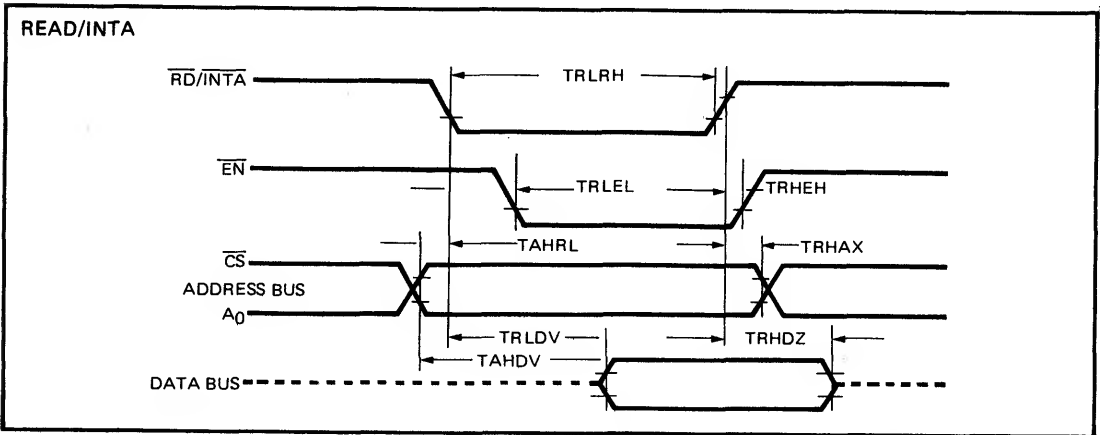 READ/INTA
RD/INTA
TRLRH
EN
TRLEL
TRHEH
TAHRL
TRHAX
CS
ADDRESS BUS
A0
TRLDV
TRHDZ
TAHDV
DATA BUS